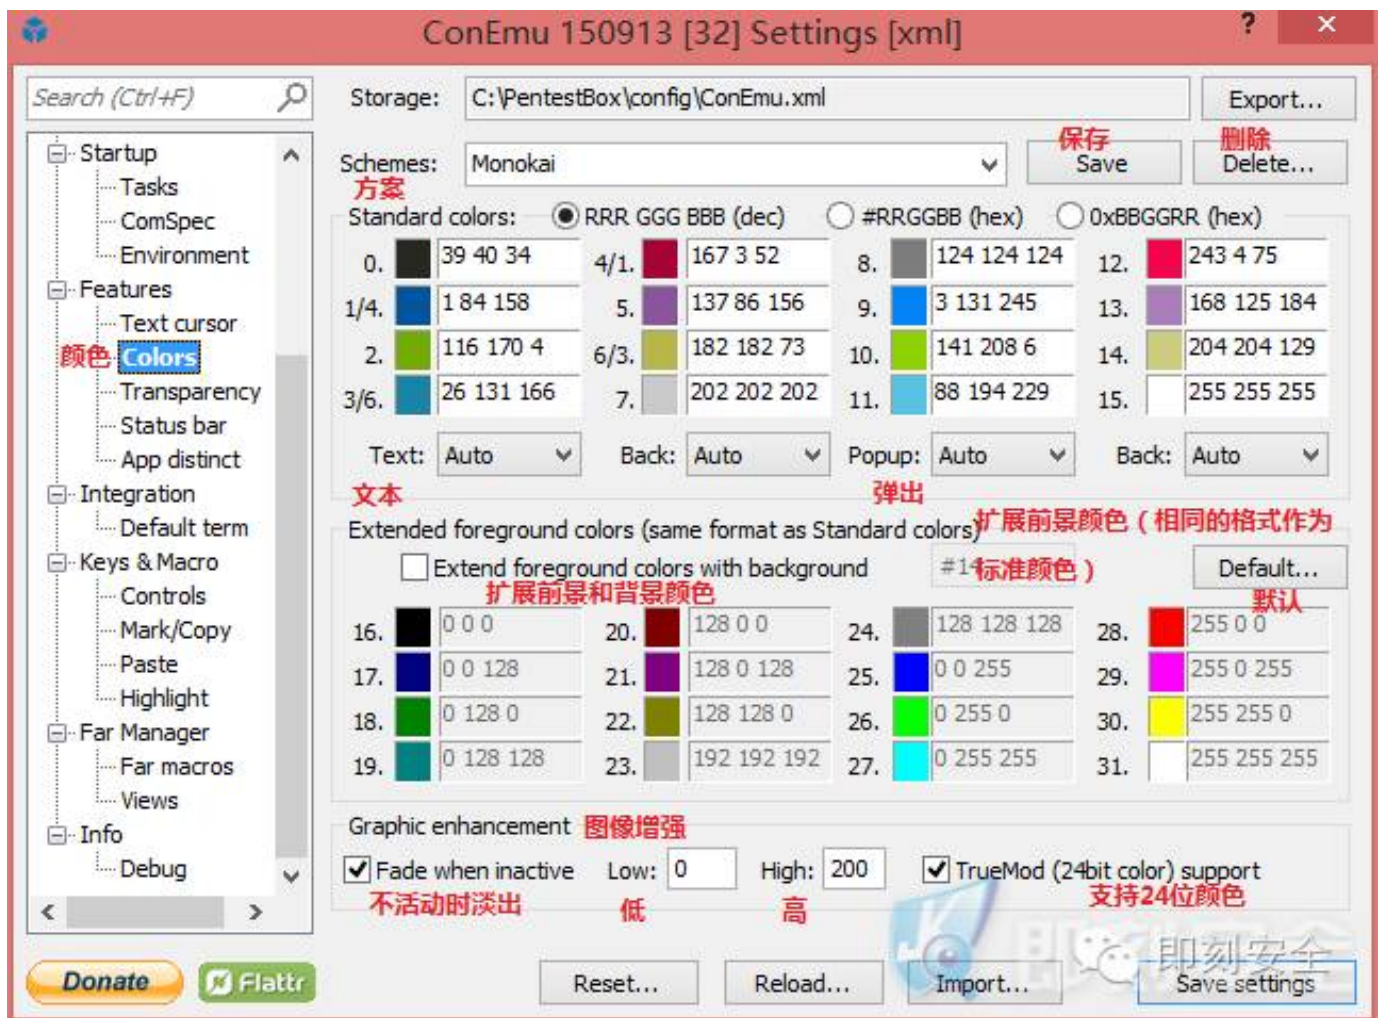 ConEmu 150913 [32] Settings [xml]
?
Search (Ctrl+F)
Storage:
C:\PentestBox\config\ConEmu.xml
Export...
保存
删除
Schemes:
Monokai
Save
Delete...
方案
Startup
Tasks
ComSpec
Environment
Features
Text cursor
颜色
Colors
Transparency
Status bar
App distinct
Integration
Default term
Keys & Macro
Controls
Mark/Copy
Paste
Highlight
Far Manager
Far macros
Views
Info
Debug
Standard colors:
RRR GGG BBB (dec)
#RRGGBB (hex)
0xBBGGRR (hex)
0. 39 40 34
4/1. 167 3 52
8. 124 124 124
12. 243 4 75
1/4. 1 84 158
5. 137 86 156
9. 3 131 245
13. 168 125 184
2. 116 170 4
6/3. 182 182 73
10. 141 208 6
14. 204 204 129
3/6. 26 131 166
7. 202 202 202
11. 88 194 229
15. 255 255 255
Text: Auto
Back: Auto
Popup: Auto
Back: Auto
文本
弹出
Extended foreground colors (same format as Standard colors)
扩展前景颜色（相同的格式作为
标准颜色）
Extend foreground colors with background
Default...
扩展前景和背景颜色
默认
16. 0 0 0
20. 128 0 0
24. 128 128 128
28. 255 0 0
17. 0 0 128
21. 128 0 128
25. 0 0 255
29. 255 0 255
18. 0 128 0
22. 128 128 0
26. 0 255 0
30. 255 255 0
19. 0 128 128
23. 192 192 192
27. 0 255 255
31. 255 255 255
Graphic enhancement
图像增强
Fade when inactive
Low: 0
High: 200
TrueMod (24bit color) support
不活动时淡出
低
高
支持24位颜色
即刻安全
Donate
Flattr
Reset...
Reload...
Import...
Save settings